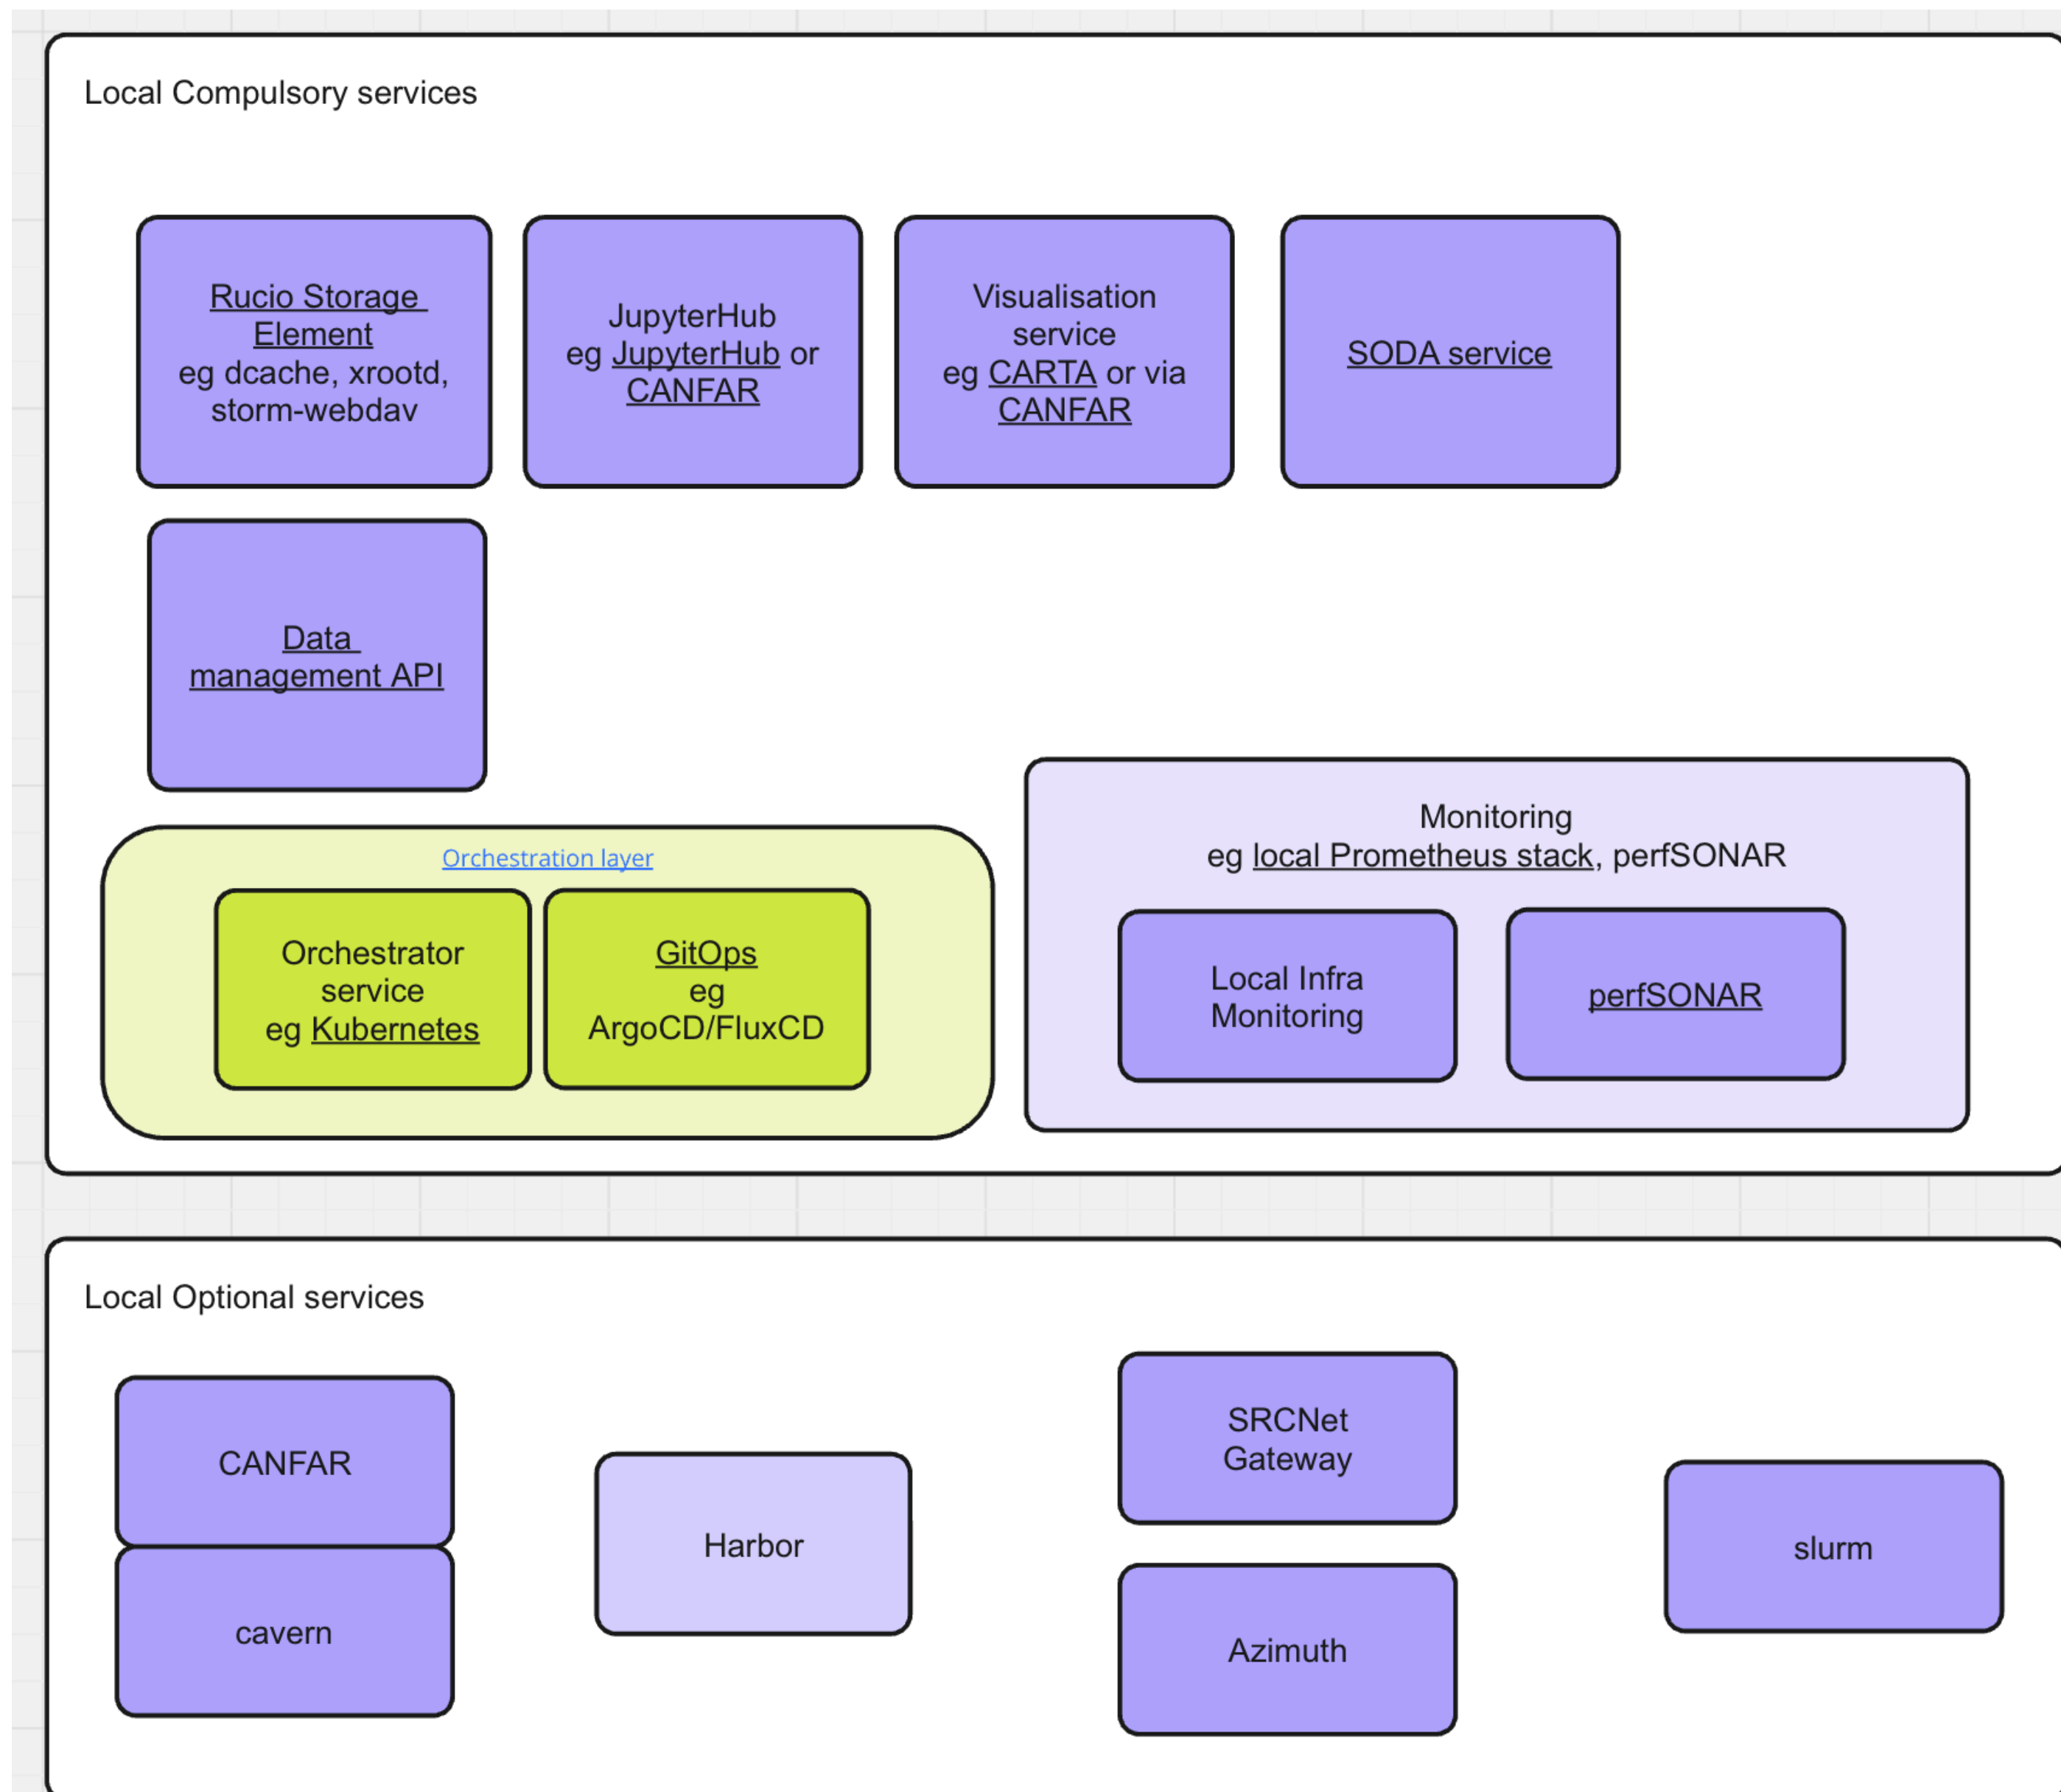 Local Compulsory services
Rucio Storage
Element
eg dcache, xrootd,
storm-webdav
JupyterHub
eg JupyterHub or
CANFAR
Visualisation
service
eg CARTA or via
CANFAR
SODA service
Data
management API
Orchestration layer
Orchestrator
service
eg Kubernetes
GitOps
eg
ArgoCD/FluxCD
Monitoring
eg local Prometheus stack, perfSONAR
Local Infra
Monitoring
perfSONAR
Local Optional services
CANFAR
cavern
Harbor
SRCNet
Gateway
Azimuth
slurm